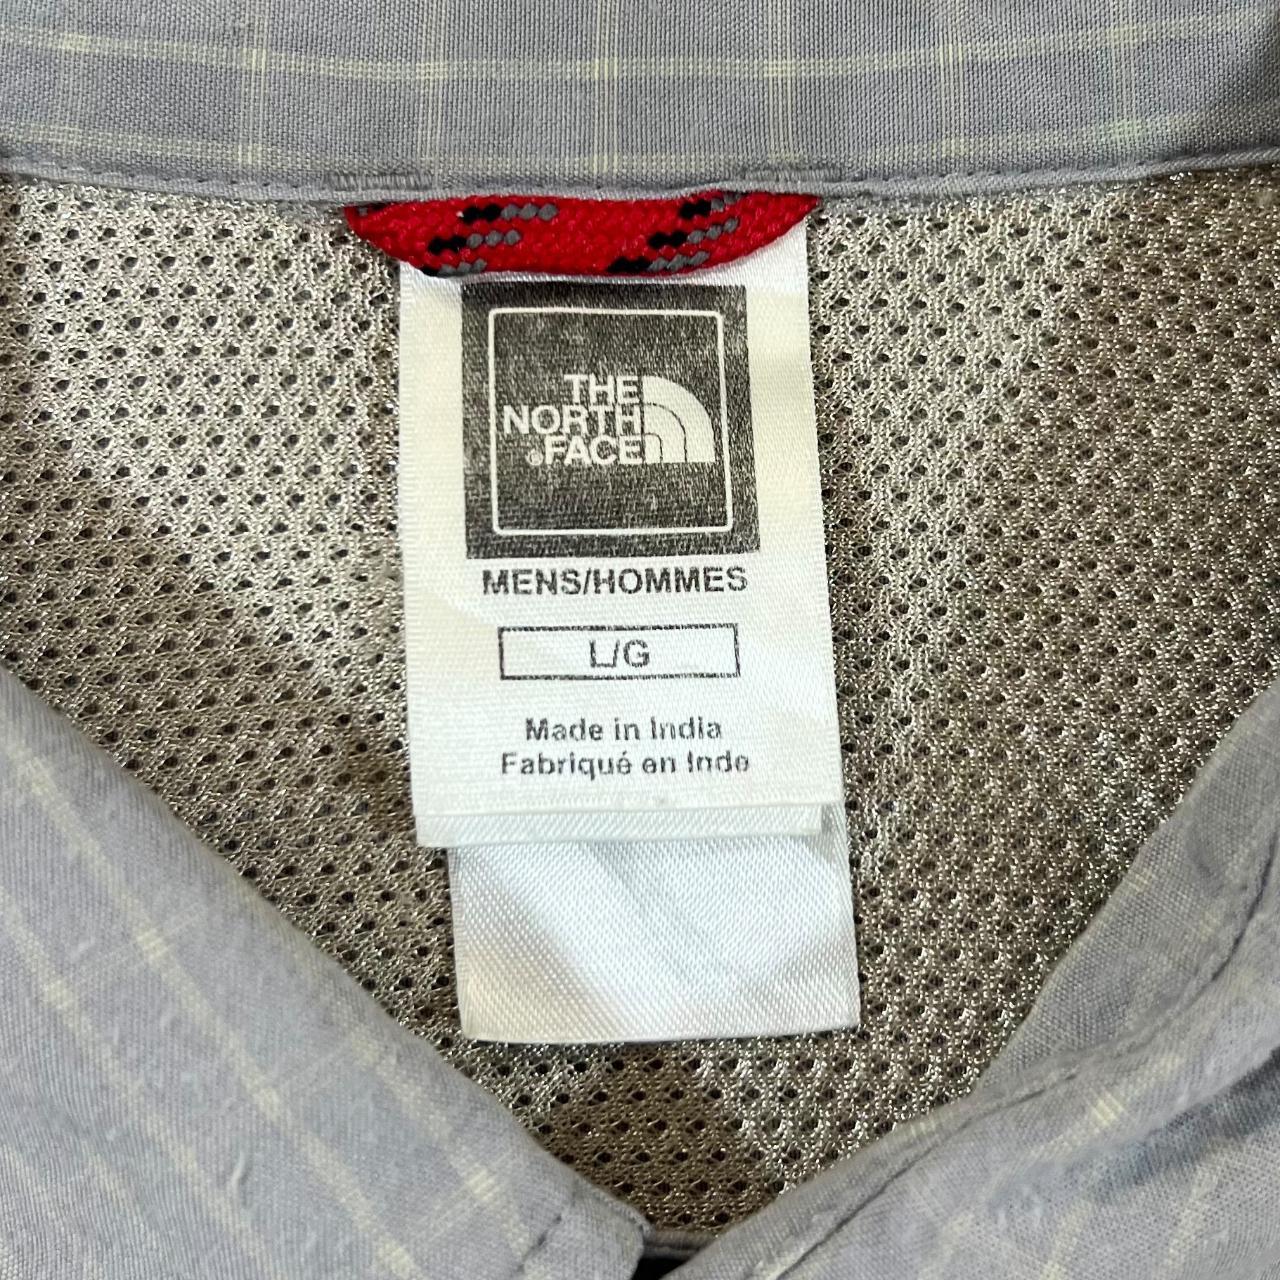 THE
NORTH
®FACE
MENS/HOMMES
L/G
Made in India
Fabriqué en Inde